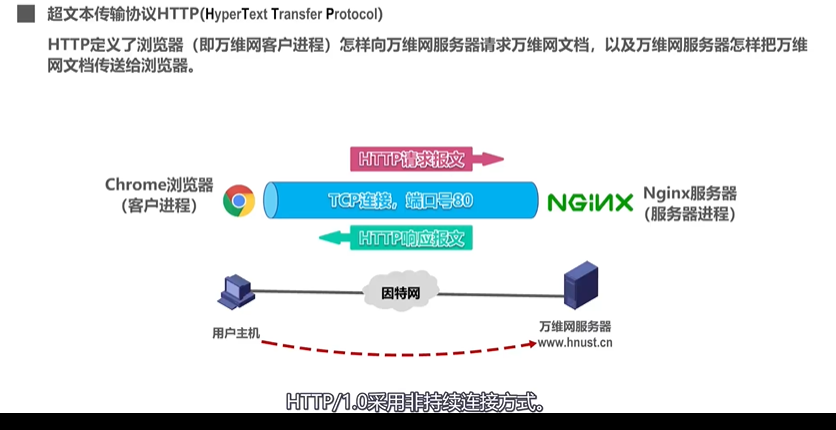 超文本传输协议HTTP(HyperText Transfer Protocol)
HTTP定义了浏览器（即万维网客户进程）怎样向万维网服务器请求万维网文档，以及万维网服务器怎样把万维
网文档传送给浏览器。
HTTP请求报文
Chrome浏览器
（客户进程）
TCP连接，端口号80
NGiNX
Nginx服务器
（服务器进程）
HTTP响应报文
因特网
用户主机
万维网服务器
www.hnust.cn
HTTP/1.0采用非持续连接方式。